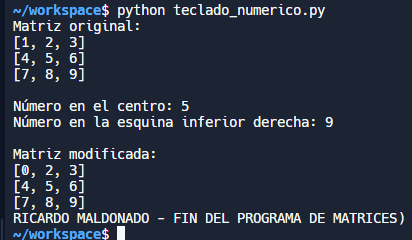 ~/workspace$ python teclado_numerico.py
Matriz original:
[1, 2, 3]
[4, 5, 6]
[7, 8, 9]
Número en el centro: 5
Número en la esquina inferior derecha: 9
Matriz modificada:
[0, 2, 3]
[4, 5, 6]
[7, 8, 9]
RICARDO MALDONADO - FIN DEL PROGRAMA DE MATRICES)
~/workspace$